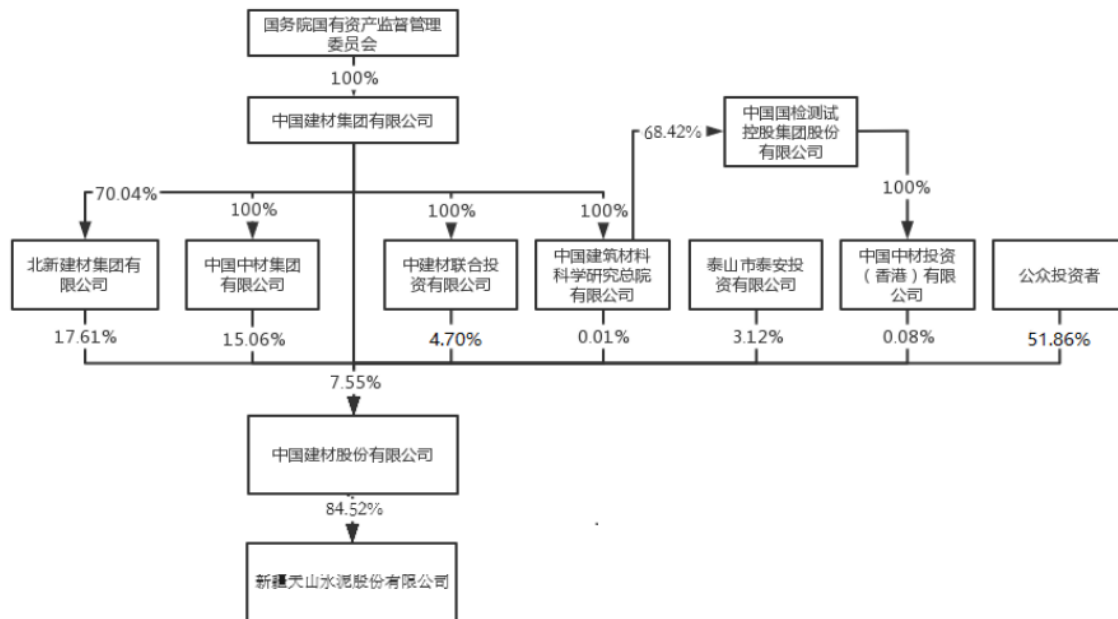 国务院国有资产监督管理
委员会
100%
中国建材集团有限公司
中国国检测试
控股集团股份
有限公司
68.42%
100%
70.04%
100%
100%
100%
北新建材集团有
限公司
中国中材集团
有限公司
中建材联合投
资有限公司
中国建筑材料
科学研究总院
有限公司
泰山市泰安投
资有限公司
中国中材投资
（香港）有限
公司
公众投资者
17.61%
15.06%
4.70%
0.01%
3.12%
0.08%
51.86%
7.55%
中国建材股份有限公司
84.52%
新疆天山水泥股份有限公司